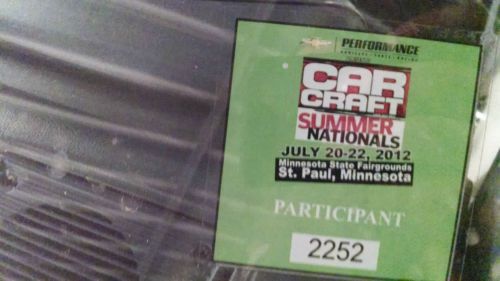 PERFORMANCE
CAR
CRAFT
SUMMER
NATIONALS
JULY 20-22, 2012
Minnesota State Fairgrounds
St. Paul, Minnesota
PARTICIPANT
2252